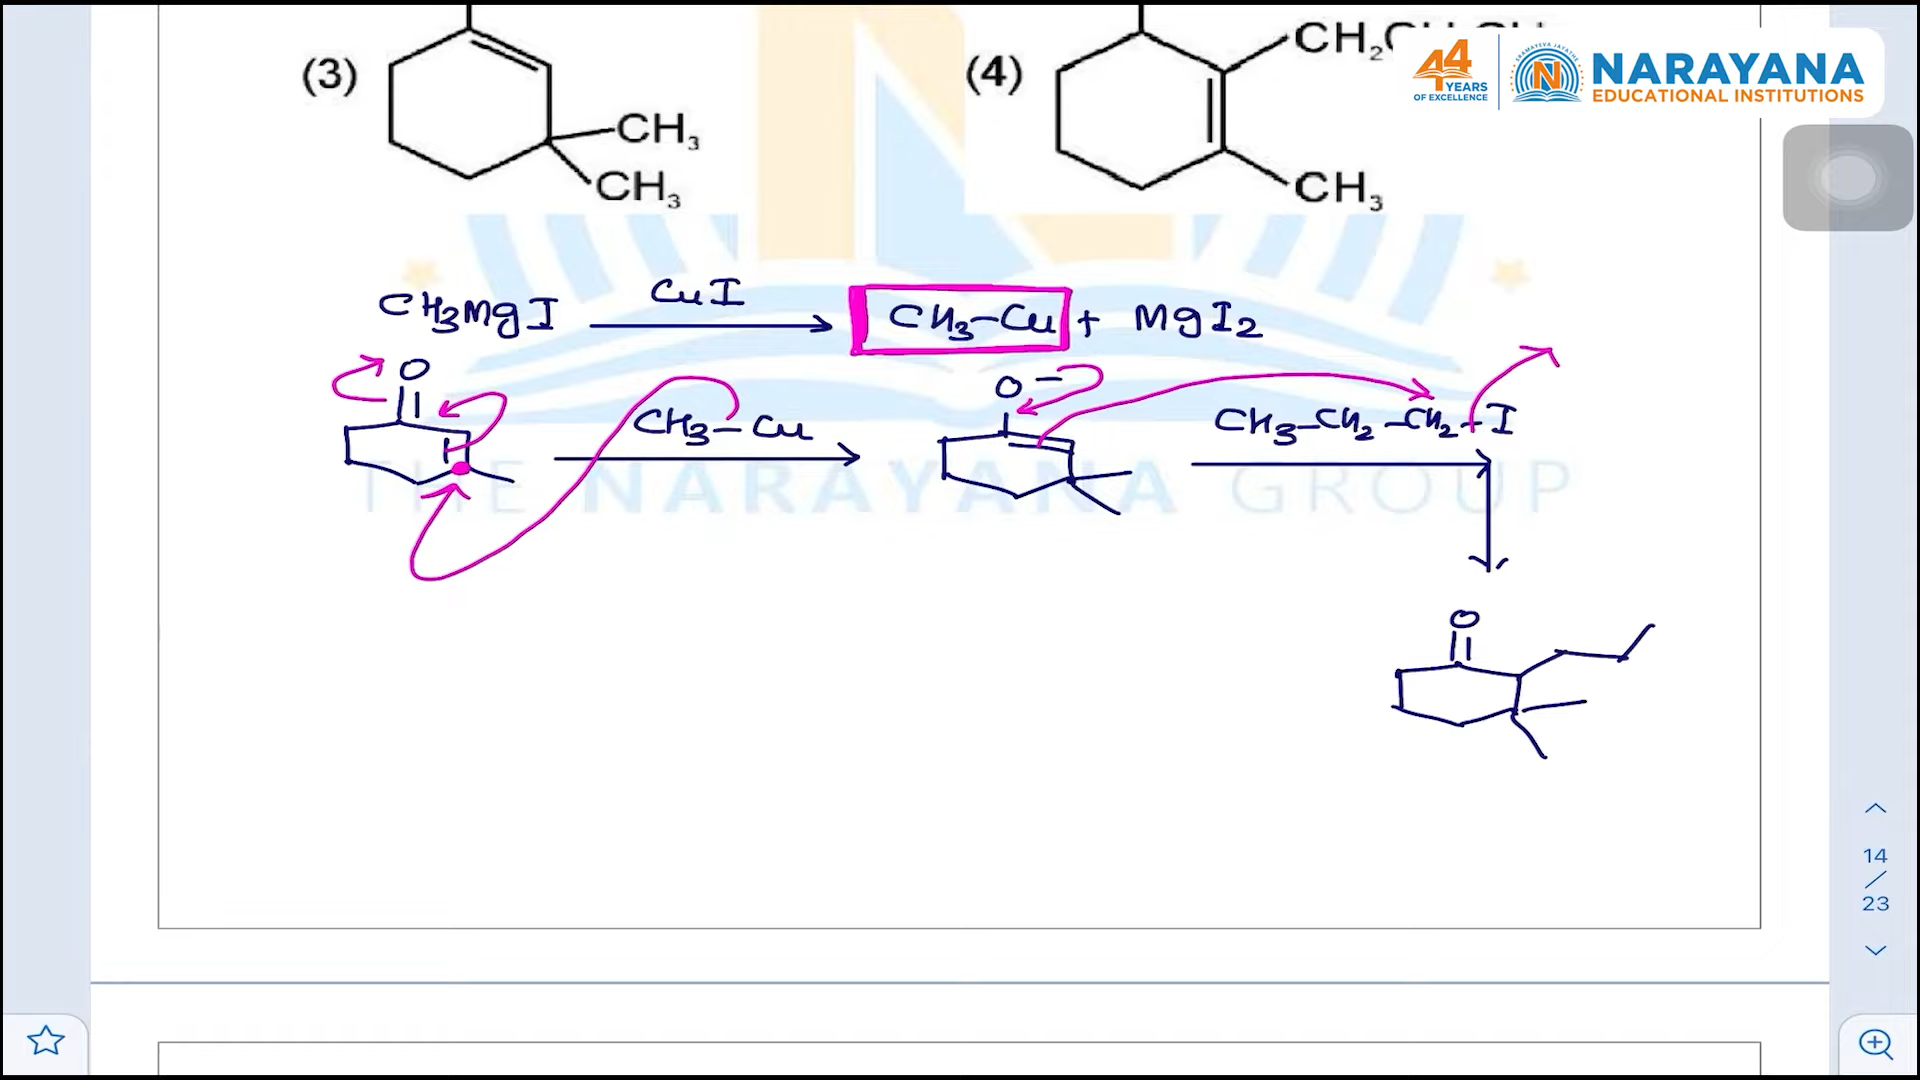 (3)
CH3
CH3
(4)
CH2
CH3
44 YEARS OF EXCELLENCE
NARAYANA
EDUCATIONAL INSTITUTIONS
CH3MgI CuI CH3-Cu + MgI2
O
CH3-Cu
O-
CH3-CH2-CH2-I
THE NARAYANA GROUP
O
14
/
23